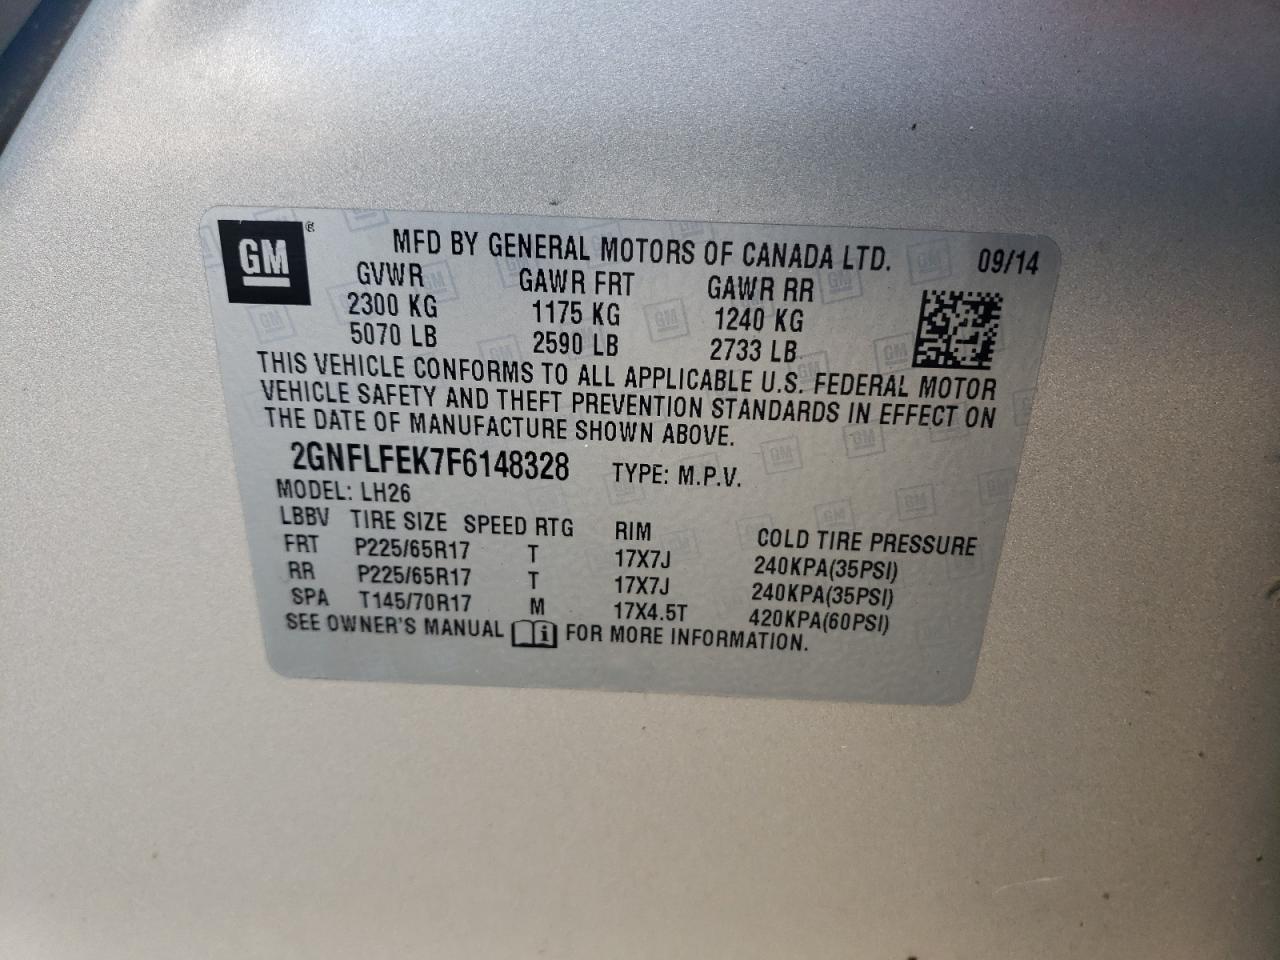 GM ®
MFD BY GENERAL MOTORS OF CANADA LTD. 09/14
GVWR GAWR FRT GAWR RR
2300 KG 1175 KG 1240 KG
5070 LB 2590 LB 2733 LB
THIS VEHICLE CONFORMS TO ALL APPLICABLE U.S. FEDERAL MOTOR
VEHICLE SAFETY AND THEFT PREVENTION STANDARDS IN EFFECT ON
THE DATE OF MANUFACTURE SHOWN ABOVE.
2GNFLFEK7F6148328 TYPE: M.P.V.
MODEL: LH26
LBBV TIRE SIZE SPEED RTG RIM COLD TIRE PRESSURE
FRT P225/65R17 T 17X7J 240KPA(35PSI)
RR P225/65R17 T 17X7J 240KPA(35PSI)
SPA T145/70R17 M 17X4.5T 420KPA(60PSI)
SEE OWNER'S MANUAL i FOR MORE INFORMATION.